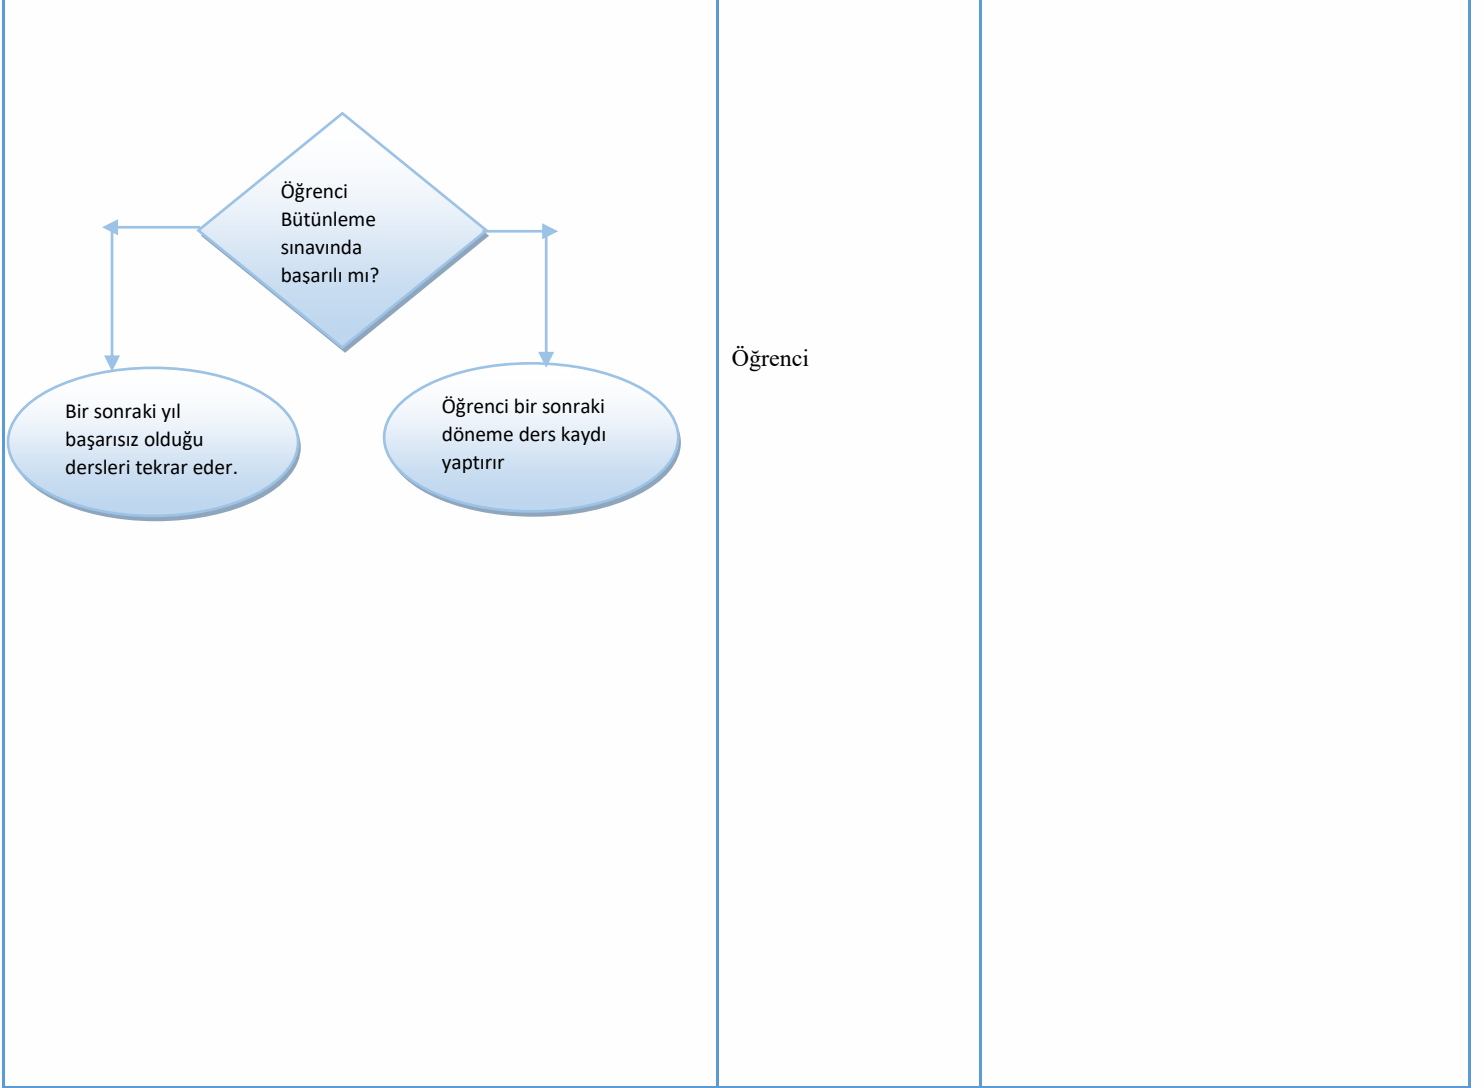 Öğrenci
Bütünleme
sınavında
başarılı mı?
Bir sonraki yıl
başarısız olduğu
dersleri tekrar eder.
Öğrenci bir sonraki
döneme ders kaydı
yaptırır
Öğrenci